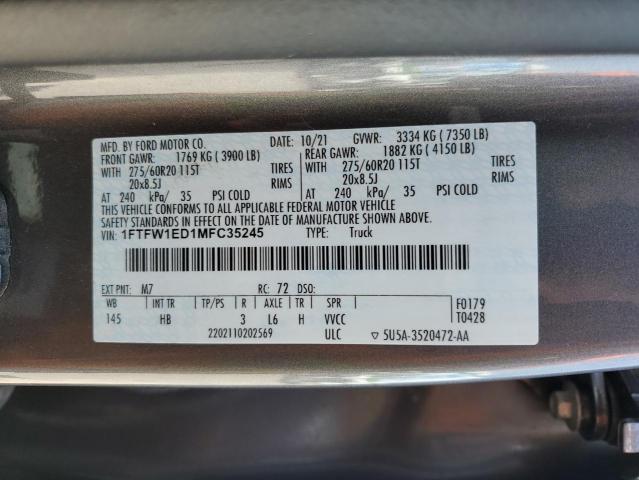 MFD. BY FORD MOTOR CO. DATE: 10/21 GVWR: 3334 KG ( 7350 LB)
FRONT GAWR: 1769 KG ( 3900 LB) REAR GAWR: 1882 KG ( 4150 LB)
WITH 275/60R20 115T TIRES WITH 275/60R20 115T TIRES
20x8.5J RIMS 20x8.5J RIMS
AT 240 kPa/ 35 PSI COLD AT 240 kPa/ 35 PSI COLD
THIS VEHICLE CONFORMS TO ALL APPLICABLE FEDERAL MOTOR VEHICLE
SAFETY STANDARDS IN EFFECT ON THE DATE OF MANUFACTURE SHOWN ABOVE.
VIN: 1FTFW1ED1MFC35245 TYPE: Truck
EXT PNT: M7 RC: 72 DSO:
WB INT TR TP/PS R AXLE TR SPR F0179
145 HB 3 L6 H VVCC T0428
2202110202569 ULC ▽ 5U5A-3520472-AA